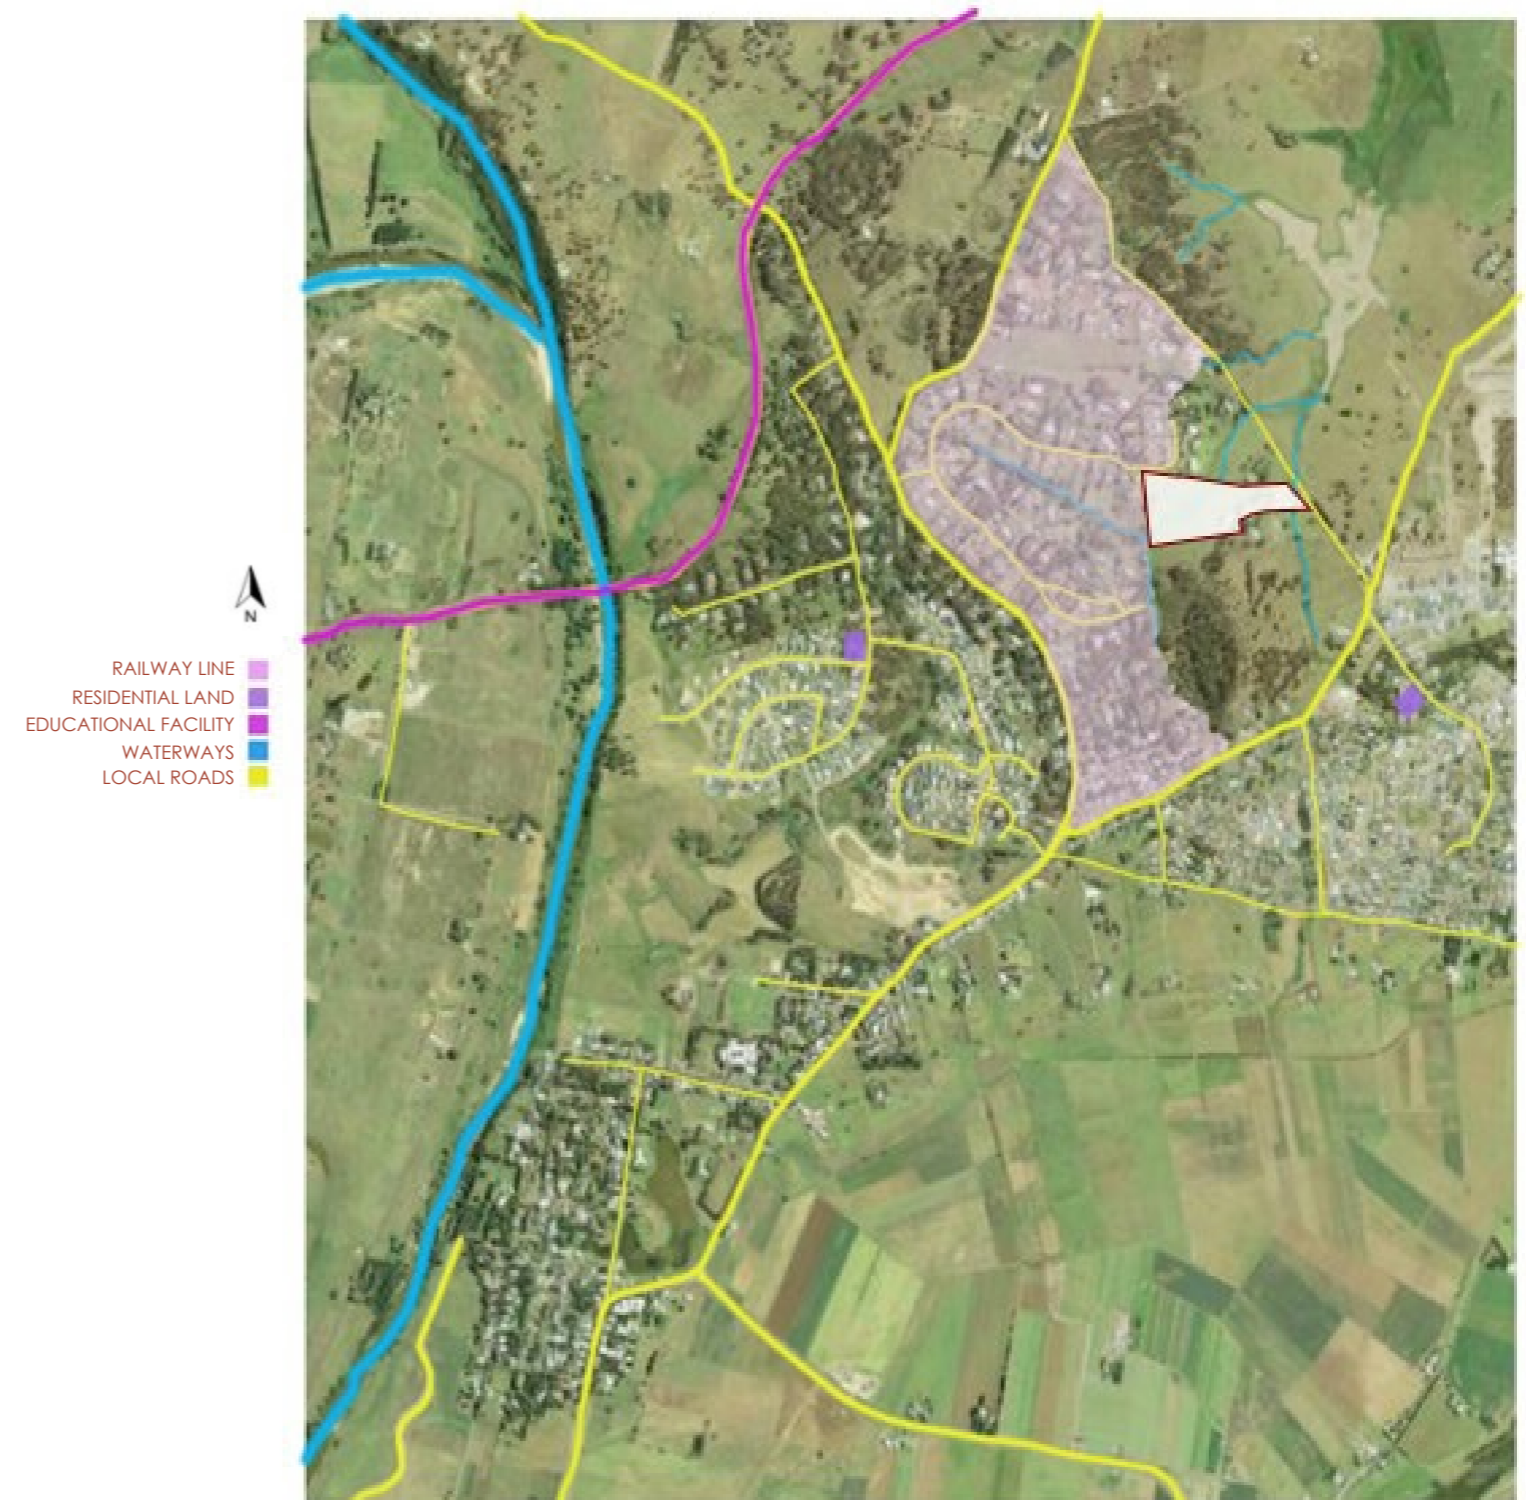 N
RAILWAY LINE
RESIDENTIAL LAND
EDUCATIONAL FACILITY
WATERWAYS
LOCAL ROADS